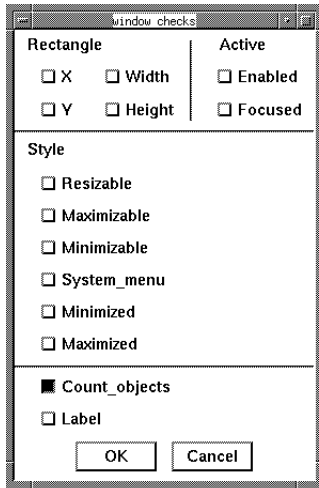 window checks
Rectangle Active
X Width Enabled
Y Height Focused
Style
Resizable
Maximizable
Minimizable
System_menu
Minimized
Maximized
Count_objects
Label
OK Cancel